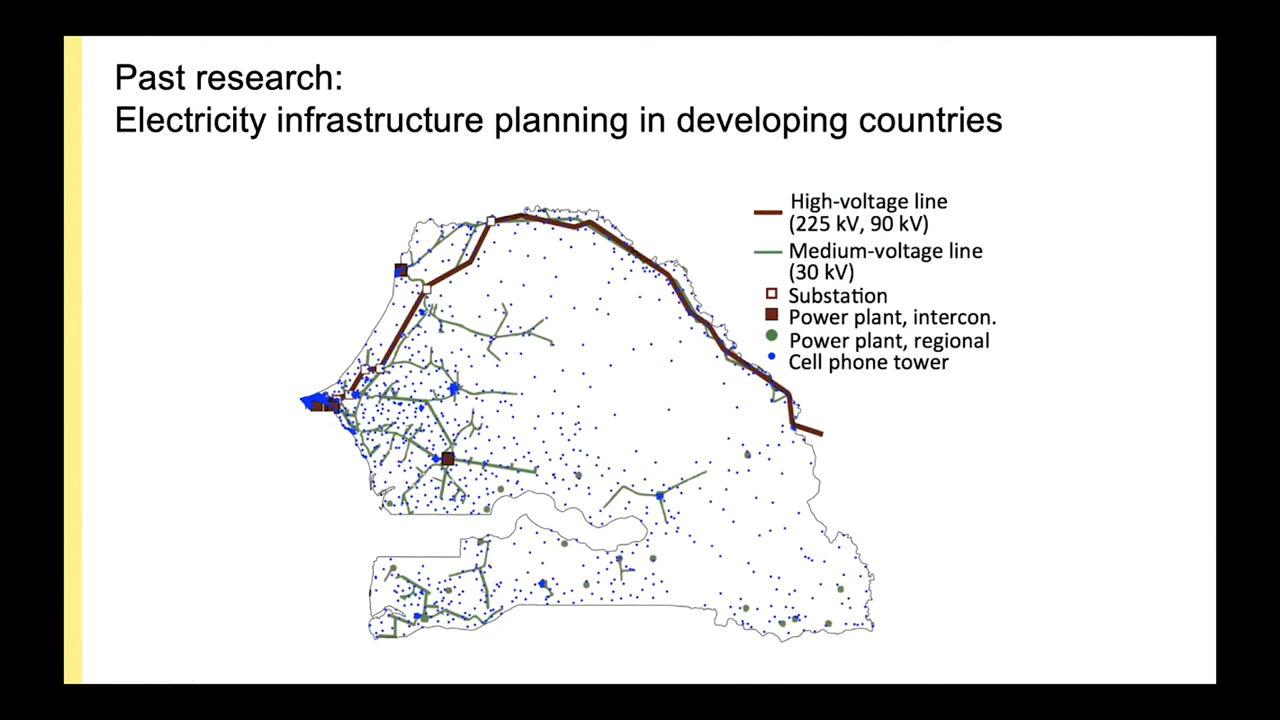 Past research:
Electricity infrastructure planning in developing countries
High-voltage line
(225 kV, 90 kV)
Medium-voltage line
(30 kV)
Substation
Power plant, intercon.
Power plant, regional
Cell phone tower